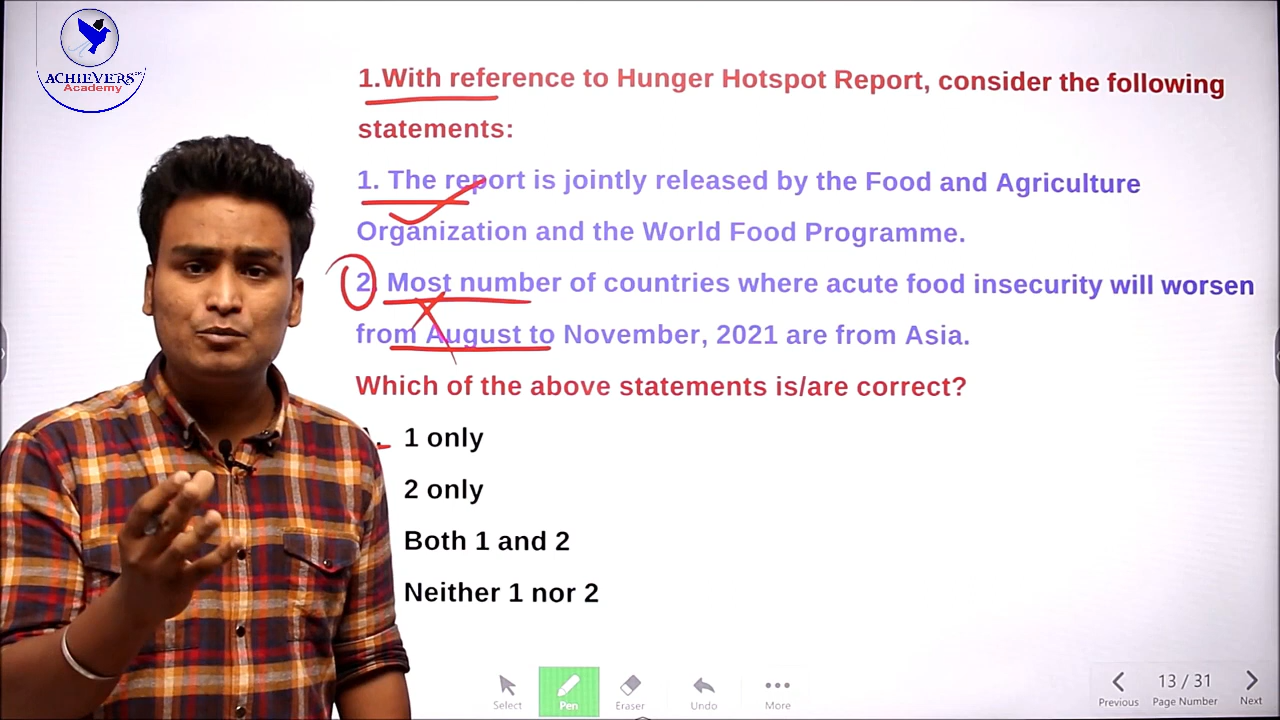 ACHIEVERS
Academy
1.With reference to Hunger Hotspot Report, consider the following
statements:
1. The report is jointly released by the Food and Agriculture
Organization and the World Food Programme.
2. Most number of countries where acute food insecurity will worsen
from August to November, 2021 are from Asia.
Which of the above statements is/are correct?
1 only
2 only
Both 1 and 2
Neither 1 nor 2
Select
Pen
Eraser
Undo
More
Previous
13 / 31
Page Number
Next